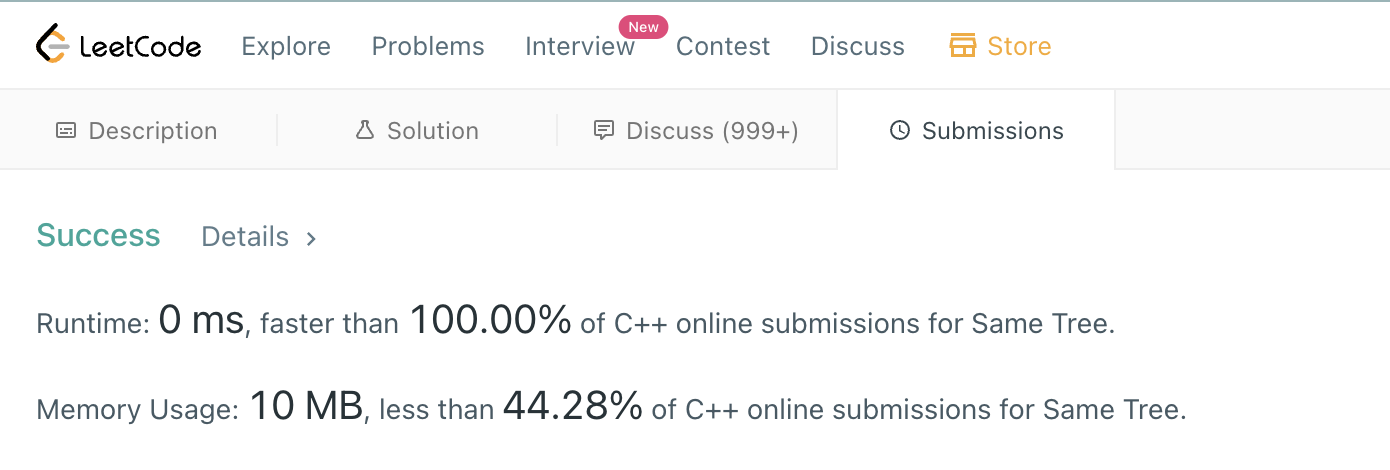 LeetCode Explore Problems Interview New Contest Discuss Store
Description Solution Discuss (999+) Submissions
Success Details >
Runtime: 0 ms, faster than 100.00% of C++ online submissions for Same Tree.
Memory Usage: 10 MB, less than 44.28% of C++ online submissions for Same Tree.